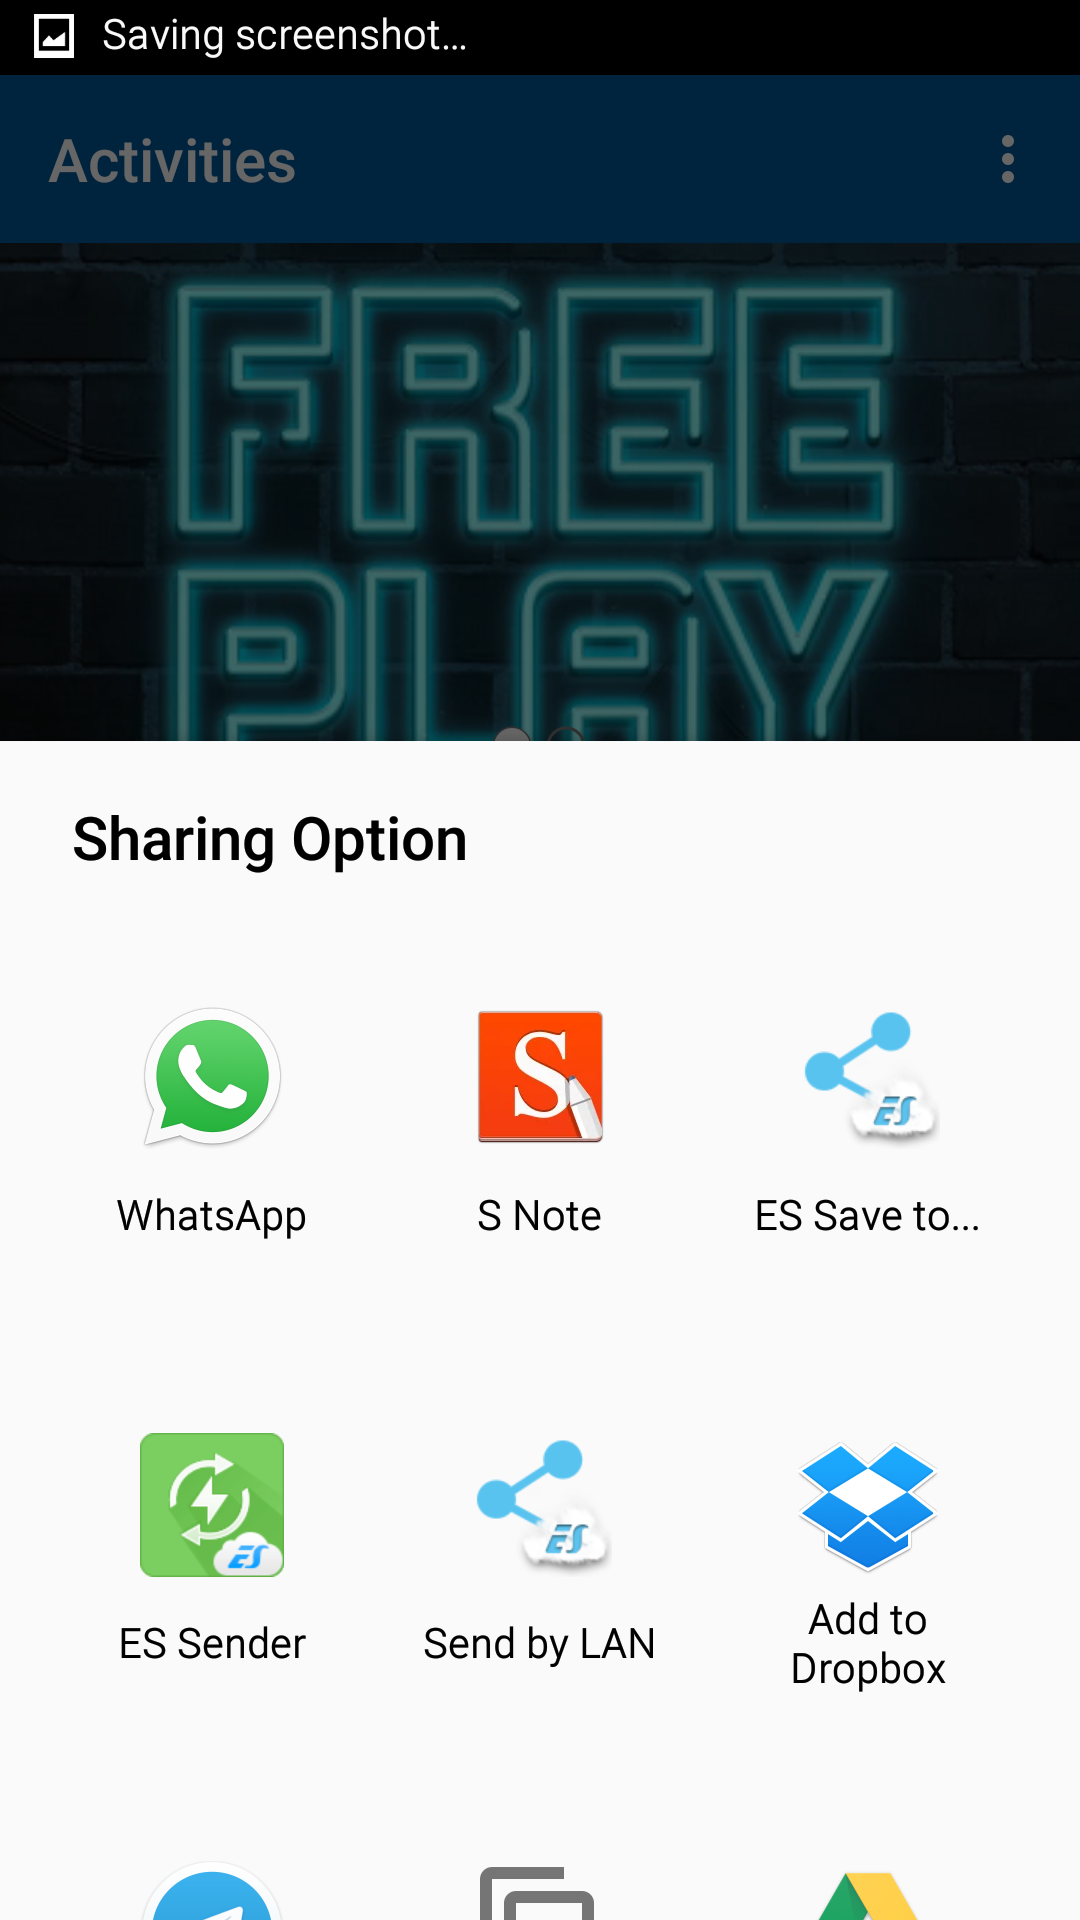 Saving screenshot...
Activities
FREE
PLAY
Sharing Option
WhatsApp
S Note
ES Save to...
ES Sender
Send by LAN
Add to
Dropbox